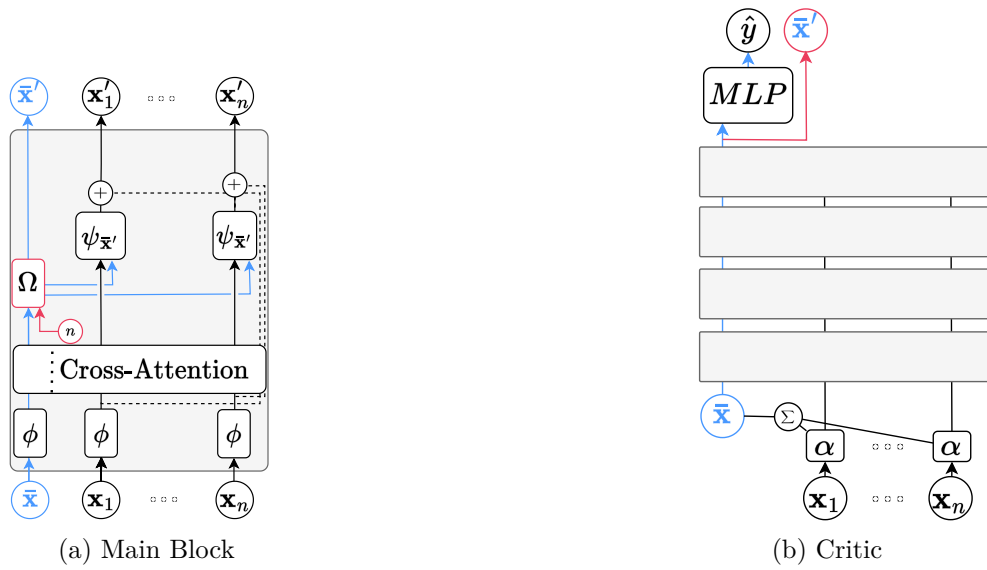 x̄′ x′₁ ▫▫▫ x′ₙ
+ +
ψx̄′ ψx̄′
Ω
n
Cross-Attention
ϕ ϕ ϕ
x̄ x₁ ▫▫▫ xₙ
(a) Main Block
ŷ x̄′
MLP
x̄ Σ
α ▫▫▫ α
x₁ ▫▫▫ xₙ
(b) Critic